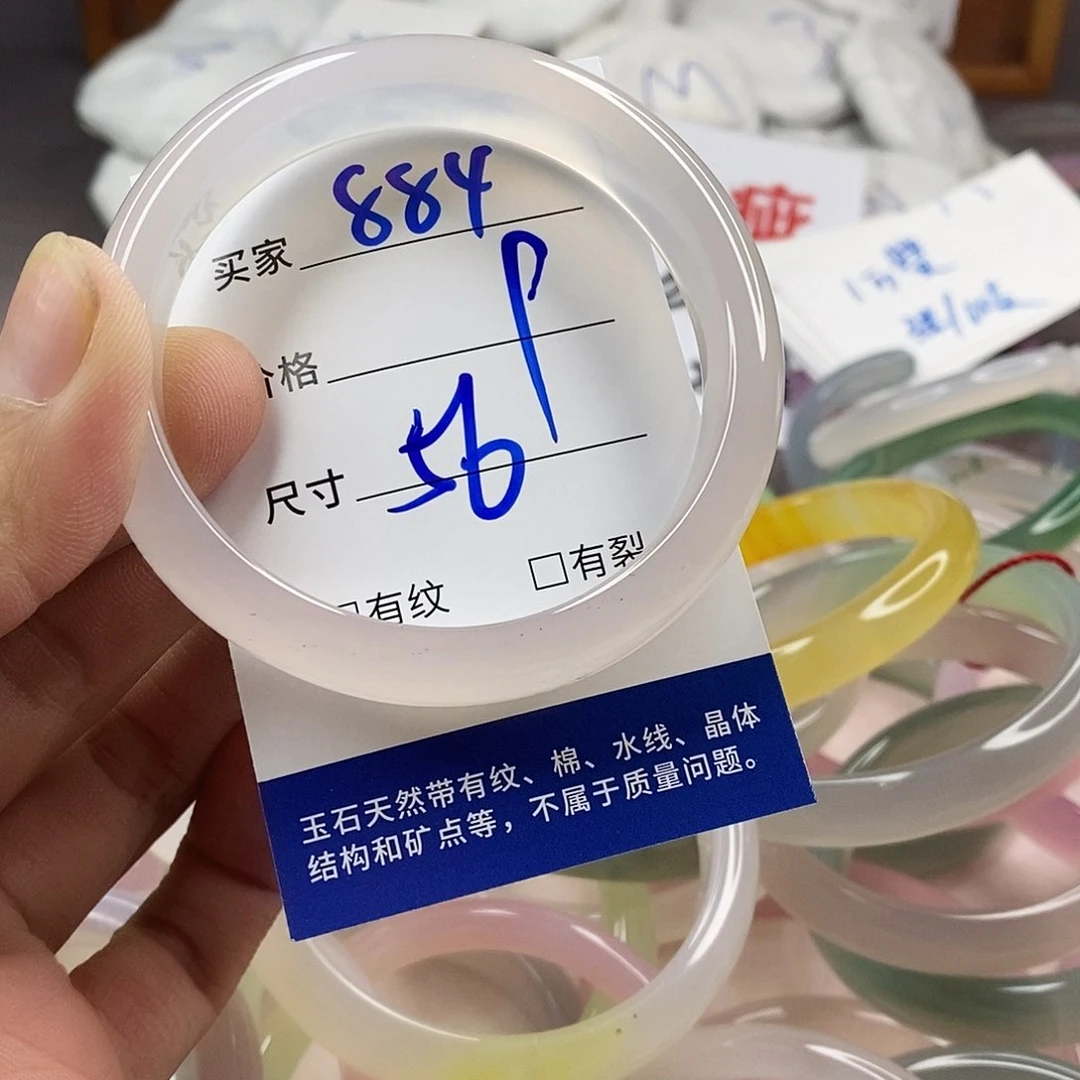 M
买家 884
格
P
尺寸 56
有纹 □有裂
玉石天然带有纹、棉、水线、晶体
结构和矿点等，不属于质量问题。